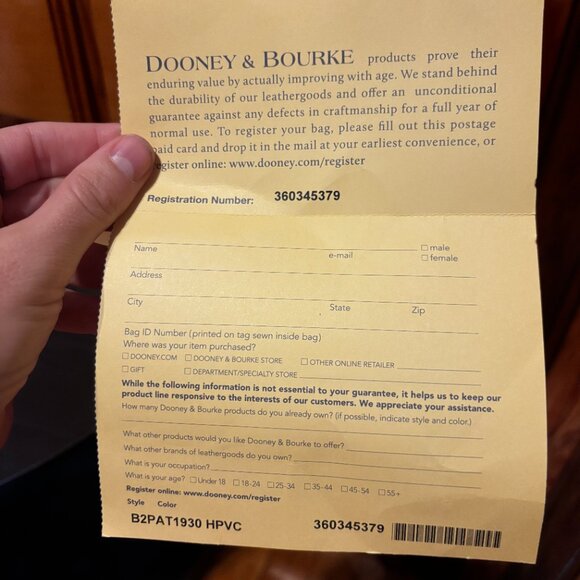 DOONEY & BOURKE products prove their
enduring value by actually improving with age. We stand behind
the durability of our leathergoods and offer an unconditional
guarantee against any defects in craftmanship for a full year of
normal use. To register your bag, please fill out this postage
paid card and drop it in the mail at your earliest convenience, or
register online: www.dooney.com/register
Registration Number: 360345379
Name e-mail □ male
□ female
Address
City State Zip
Bag ID Number (printed on tag sewn inside bag)
Where was your item purchased?
□ DOONEY.COM □ DOONEY & BOURKE STORE □ OTHER ONLINE RETAILER
□ GIFT □ DEPARTMENT/SPECIALTY STORE
While the following information is not essential to your guarantee, it helps us to keep our
product line responsive to the interests of our customers. We appreciate your assistance.
How many Dooney & Bourke products do you already own? (if possible, indicate style and color.)
What other products would you like Dooney & Bourke to offer?
What other brands of leathergoods do you own?
What is your occupation?
What is your age? □ Under 18 □ 18-24 □ 25-34 □ 35-44 □ 45-54 □ 55+
Register online: www.dooney.com/register
Style Color
B2PAT1930 HPVC 360345379